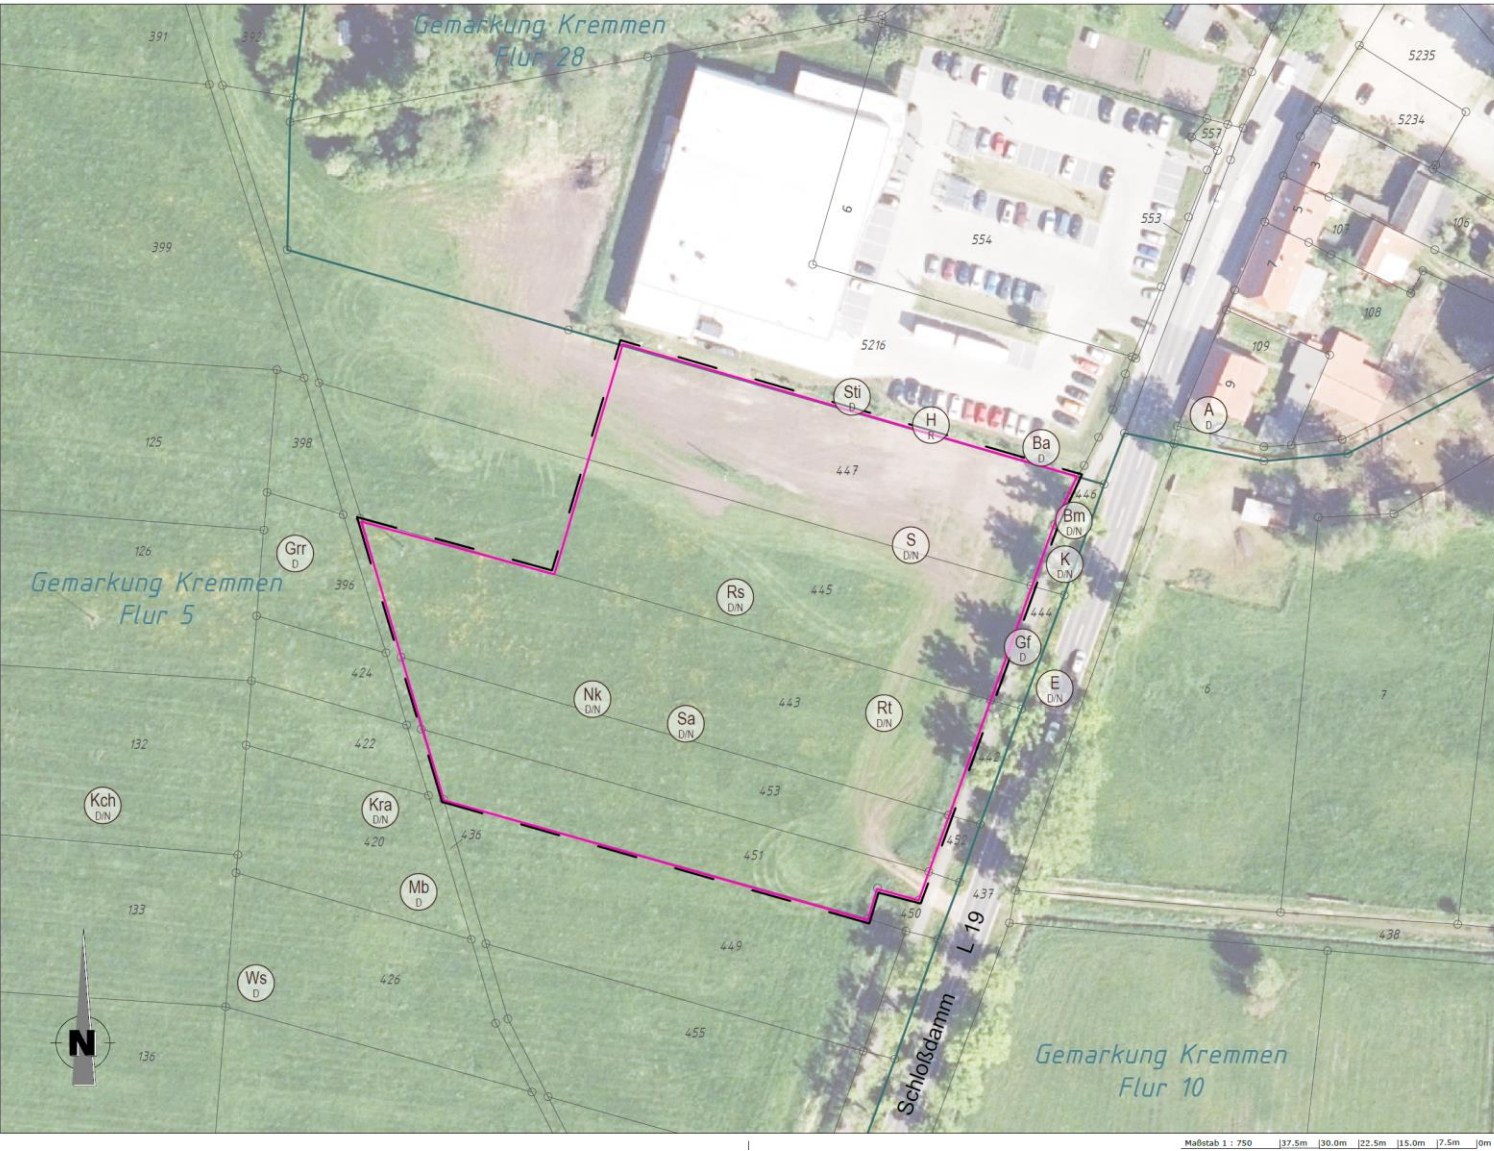 391
392
Gemarkung Kremmen
Flur 28
5235
5234
557
3
399
6
553
554
5
107
106
7
108
5216
109
9
Sti
D
H
R
A
D
Ba
D
125
398
447
446
Bm
D/N
S
D/N
126
Grr
D
K
D/N
Gemarkung Kremmen
Flur 5
396
Rs
D/N
445
444
Gf
D
424
Nk
D/N
443
E
D/N
6
7
Sa
D/N
Rt
D/N
132
422
442
Kch
D/N
Kra
D/N
453
436
420
451
452
Mb
D
437
133
450
L 19
438
449
Ws
D
426
455
N
136
Schloßdamm
Gemarkung Kremmen
Flur 10
Maßstab 1 : 750 |37.5m |30.0m |22.5m |15.0m |7.5m |0m